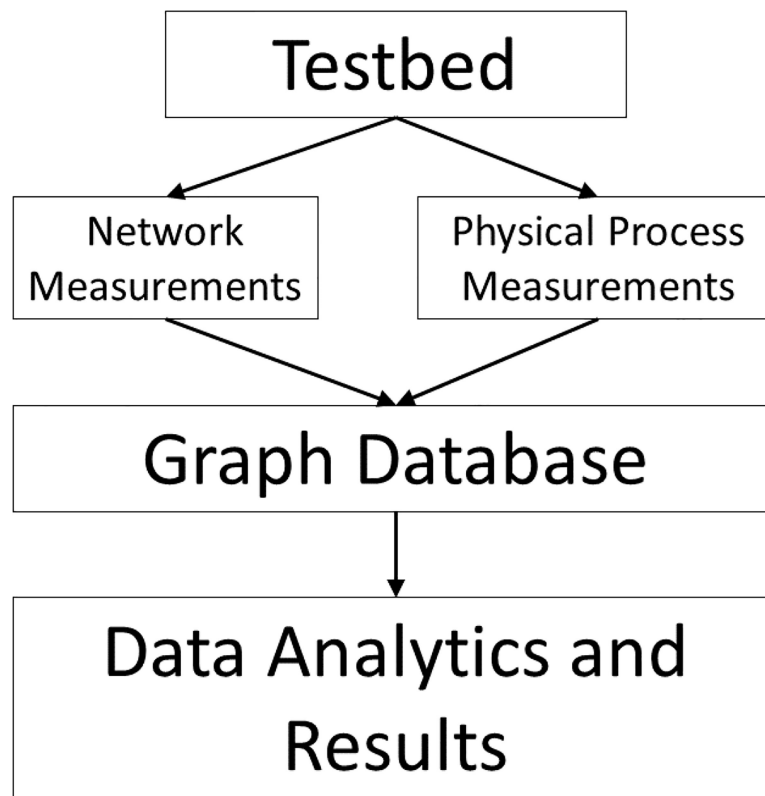 Testbed
Network
Measurements
Physical Process
Measurements
Graph Database
Data Analytics and
Results